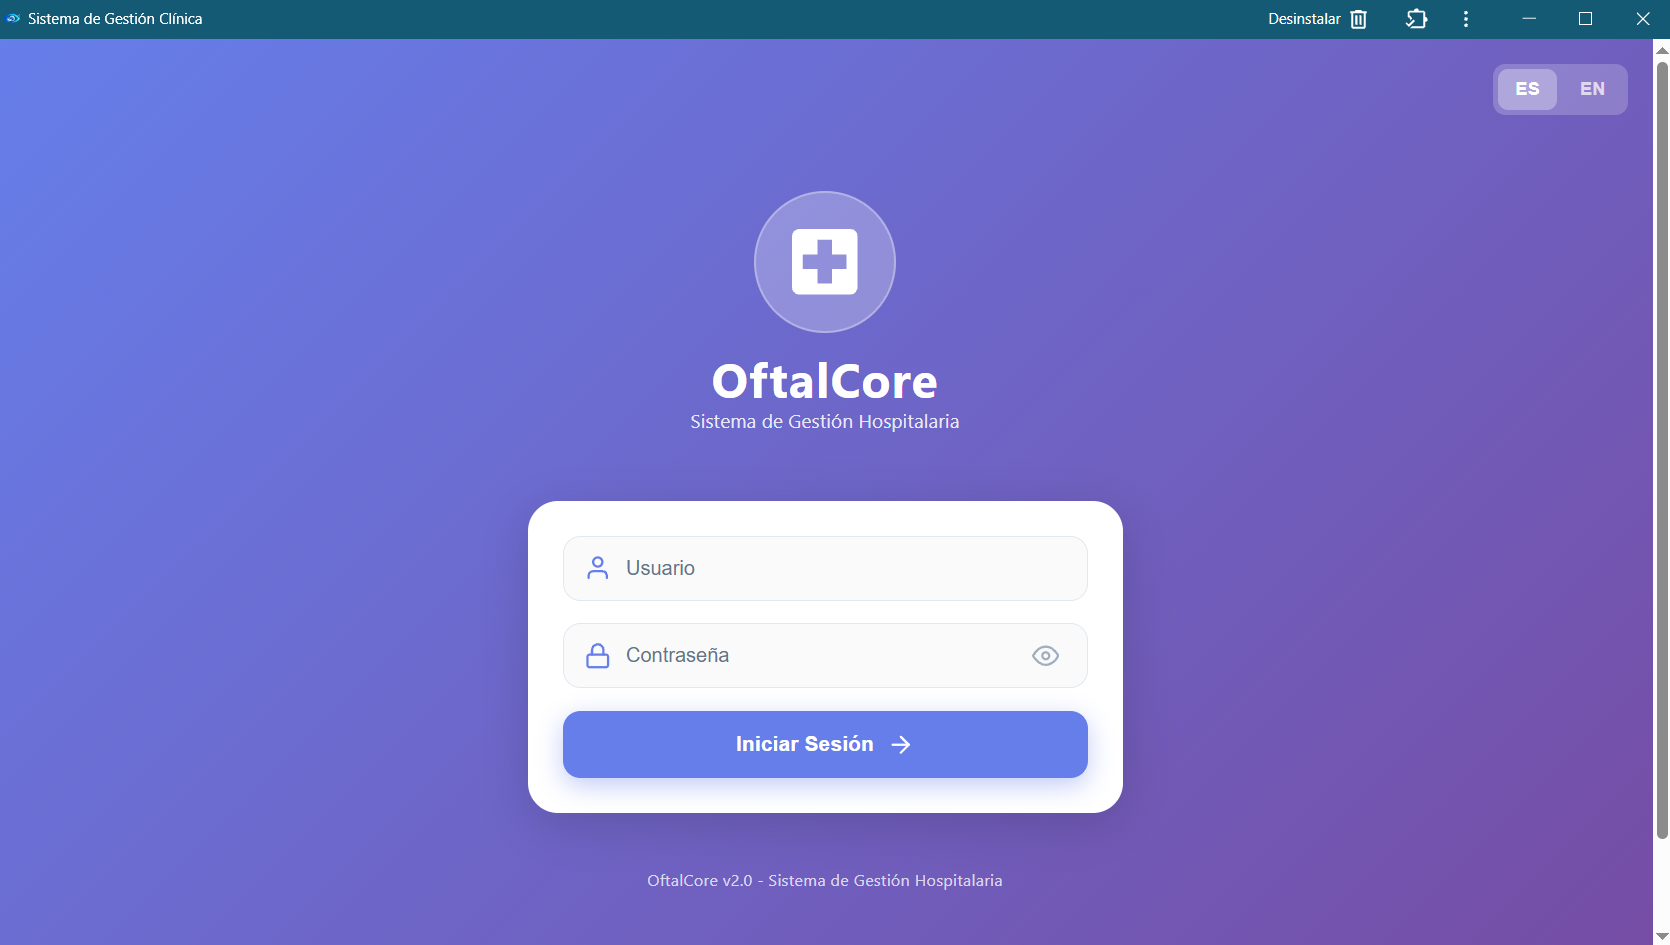 Sistema de Gestión Clínica
Desinstalar
ES
EN
OftalCore
Sistema de Gestión Hospitalaria
Usuario
Contraseña
Iniciar Sesión
OftalCore v2.0 - Sistema de Gestión Hospitalaria